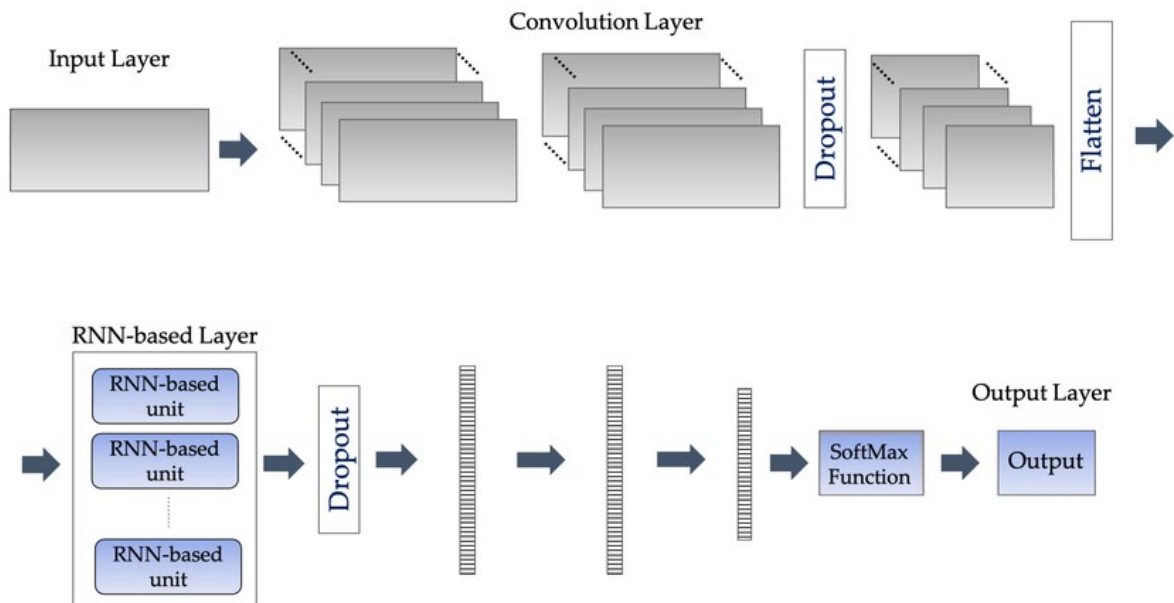 Convolution Layer
Input Layer
Dropout
Flatten
RNN-based Layer
RNN-based
unit
RNN-based
unit
RNN-based
unit
Dropout
SoftMax
Function
Output Layer
Output